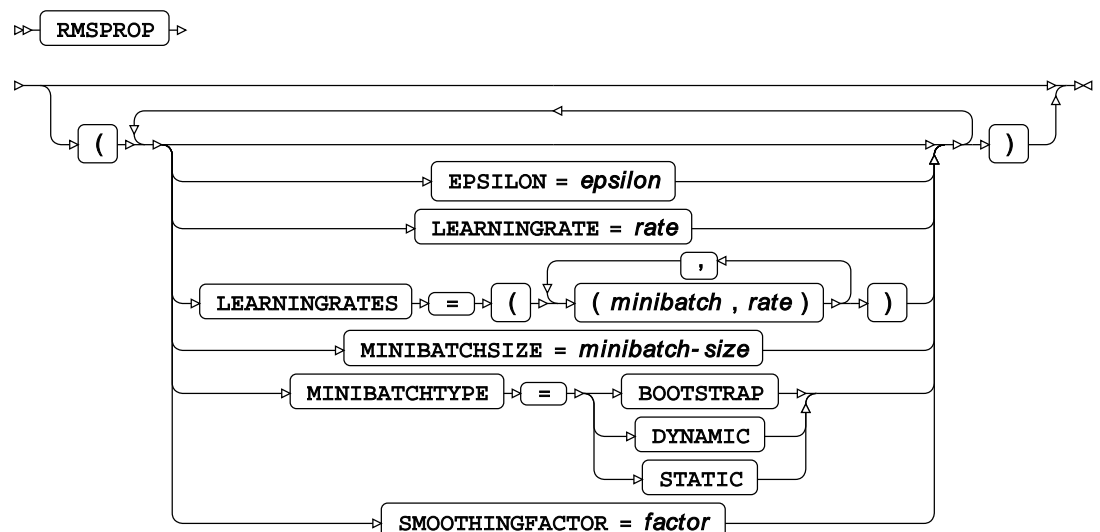 RMSPROP
( )
EPSILON = epsilon
LEARNINGRATE = rate
,
LEARNINGRATES = ( ( minibatch , rate ) )
MINIBATCHSIZE = minibatch-size
MINIBATCHTYPE = BOOTSTRAP
DYNAMIC
STATIC
SMOOTHINGFACTOR = factor